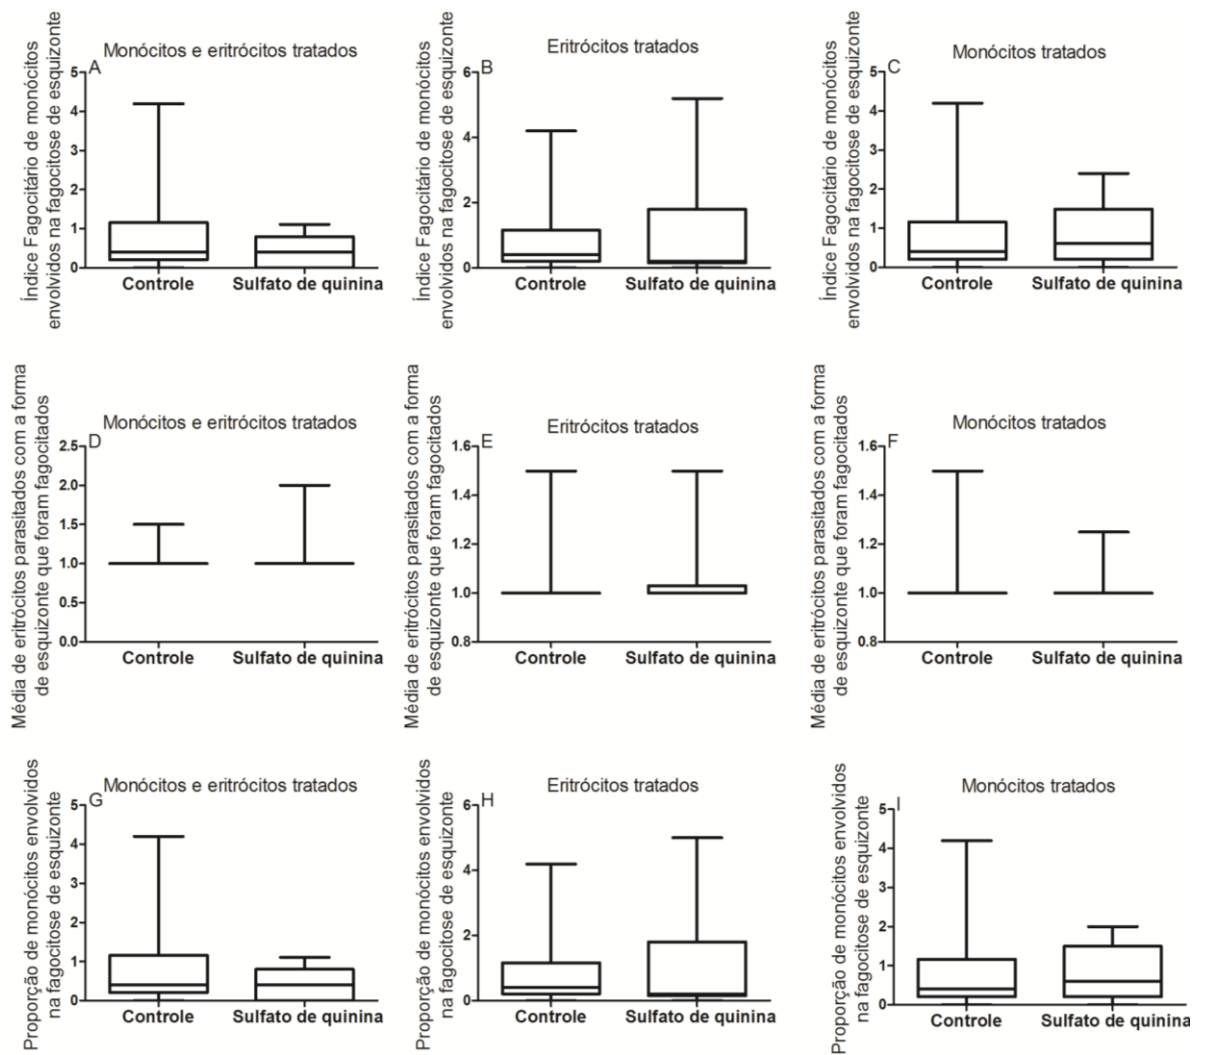 Índice Fagocitário de monócitos
envolvidos na fagocitose de esquizonte
A
Monócitos e eritrócitos tratados
5
4
3
2
1
0
Controle
Sulfato de quinina
Índice Fagocitário de monócitos
envolvidos na fagocitose de esquizonte
B
Eritrócitos tratados
6
4
2
0
Controle
Sulfato de quinina
Índice Fagocitário de monócitos
envolvidos na fagocitose de esquizonte
C
Monócitos tratados
5
4
3
2
1
0
Controle
Sulfato de quinina
Média de eritrócitos parasitados com a forma
de esquizonte que foram fagocitados
D
Monócitos e eritrócitos tratados
2.5
2.0
1.5
1.0
0.5
0.0
Controle
Sulfato de quinina
Média de eritrócitos parasitados com a forma
de esquizonte que foram fagocitados
E
Eritrócitos tratados
1.6
1.4
1.2
1.0
0.8
Controle
Sulfato de quinina
Média de eritrócitos parasitados com a forma
de esquizonte que foram fagocitados
F
Monócitos tratados
1.6
1.4
1.2
1.0
0.8
Controle
Sulfato de quinina
Proporção de monócitos envolvidos
na fagocitose de esquizonte
G
Monócitos e eritrócitos tratados
5
4
3
2
1
0
Controle
Sulfato de quinina
Proporção de monócitos envolvidos
na fagocitose de esquizonte
H
Eritrócitos tratados
6
4
2
0
Controle
Sulfato de quinina
Proporção de monócitos envolvidos
na fagocitose de esquizonte
I
Monócitos tratados
5
4
3
2
1
0
Controle
Sulfato de quinina